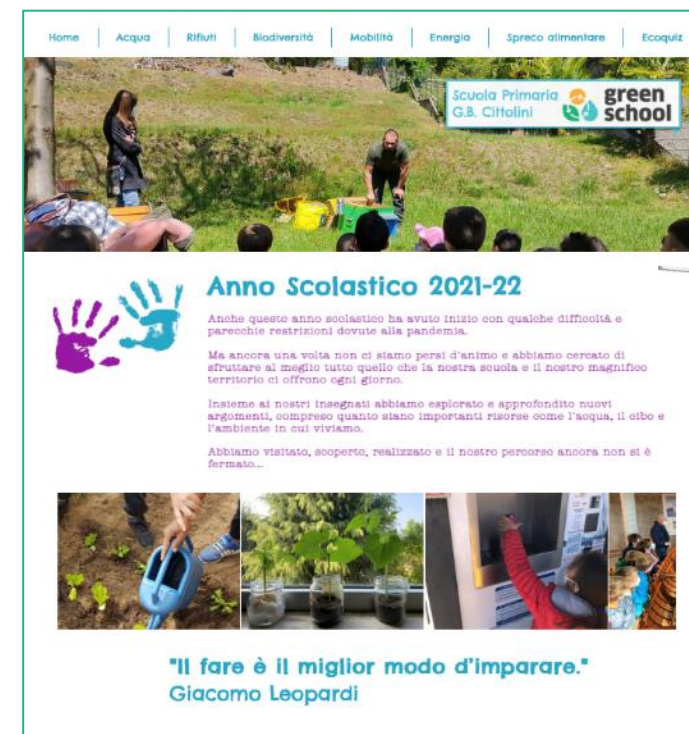 Home Acqua Rifiuti Biodiversità Mobilità Energia Spreco alimentare Ecoquiz
Scuola Primaria
G.B. Cittolini
green
school
Anno Scolastico 2021-22
Anche questo anno scolastico ha avuto inizio con qualche difficoltà e
parecchie restrizioni dovute alla pandemia.
Ma ancora una volta non ci siamo persi d'animo e abbiamo cercato di
sfruttare al meglio tutto quello che la nostra scuola e il nostro magnifico
territorio ci offrono ogni giorno.
Insieme ai nostri insegnati abbiamo esplorato e approfondito nuovi
argomenti, compreso quanto siano importanti risorse come l'acqua, il cibo e
l'ambiente in cui viviamo.
Abbiamo visitato, scoperto, realizzato e il nostro percorso ancora non si è
fermato...
"Il fare è il miglior modo d'imparare."
Giacomo Leopardi